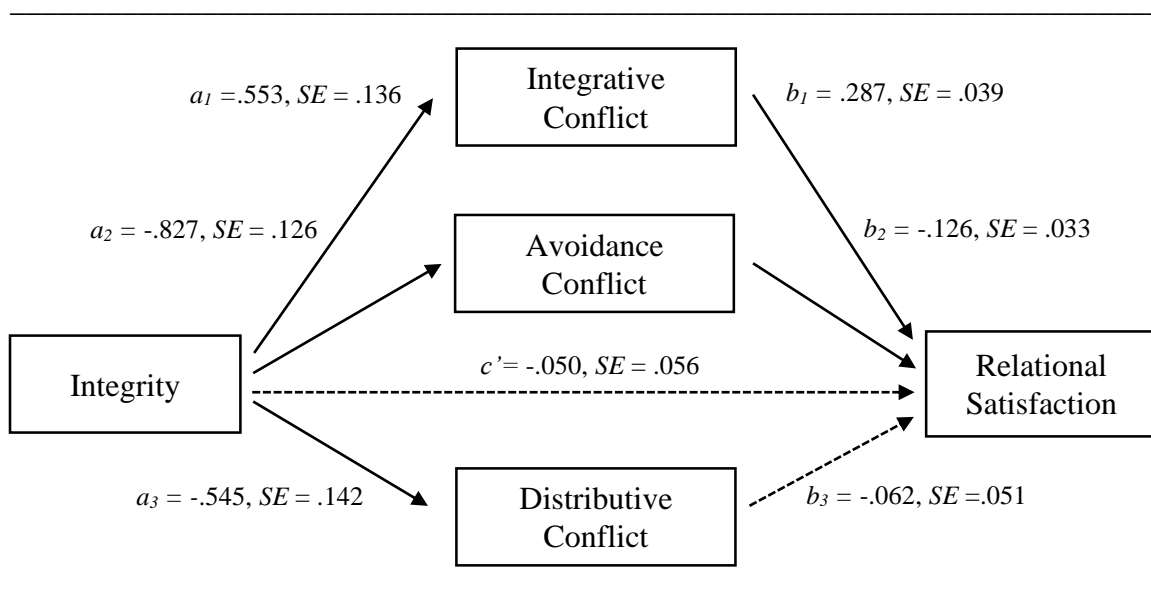 Integrative
Conflict
a1 =.553, SE = .136
b1 = .287, SE = .039
a2 = -.827, SE = .126
Avoidance
Conflict
b2 = -.126, SE = .033
Integrity
c’= -.050, SE = .056
Relational
Satisfaction
a3 = -.545, SE = .142
Distributive
Conflict
b3 = -.062, SE =.051